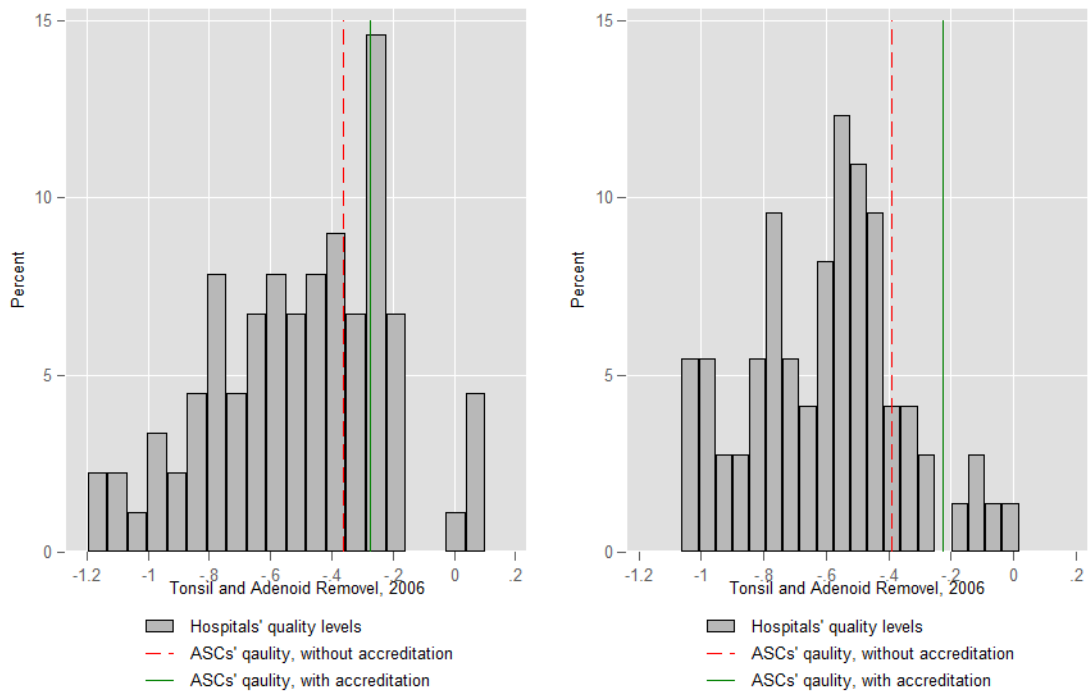 15
10
5
0
Percent
-1.2 -1 -.8 -.6 -.4 -.2 0 .2
Tonsil and Adenoid Removel, 2006
Hospitals' quality levels
ASCs' qaulity, without accreditation
ASCs' qaulity, with accreditation
15
10
5
0
Percent
-1.2 -1 -.8 -.6 -.4 -.2 0 .2
Tonsil and Adenoid Removel, 2006
Hospitals' quality levels
ASCs' qaulity, without accreditation
ASCs' qaulity, with accreditation